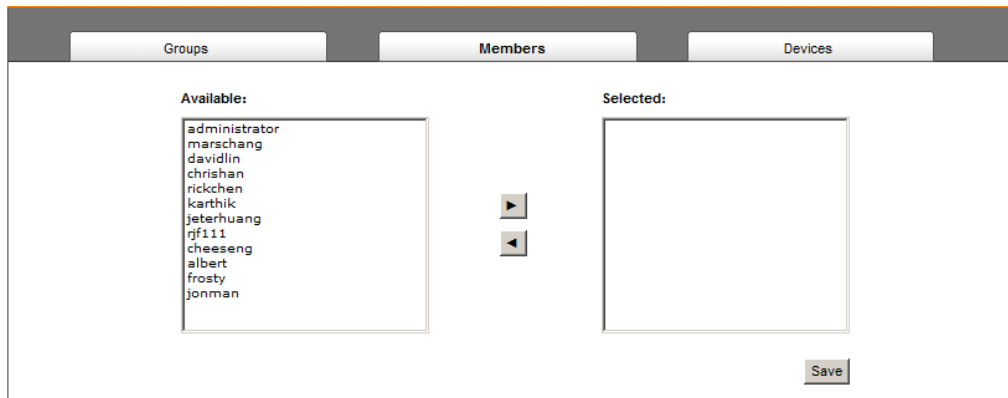 Groups
Members
Devices
Available:
Selected:
administrator
marschang
davidlin
chrishan
rickchen
karthik
jeterhuang
rjf111
cheeseng
albert
frosty
jonman
Save